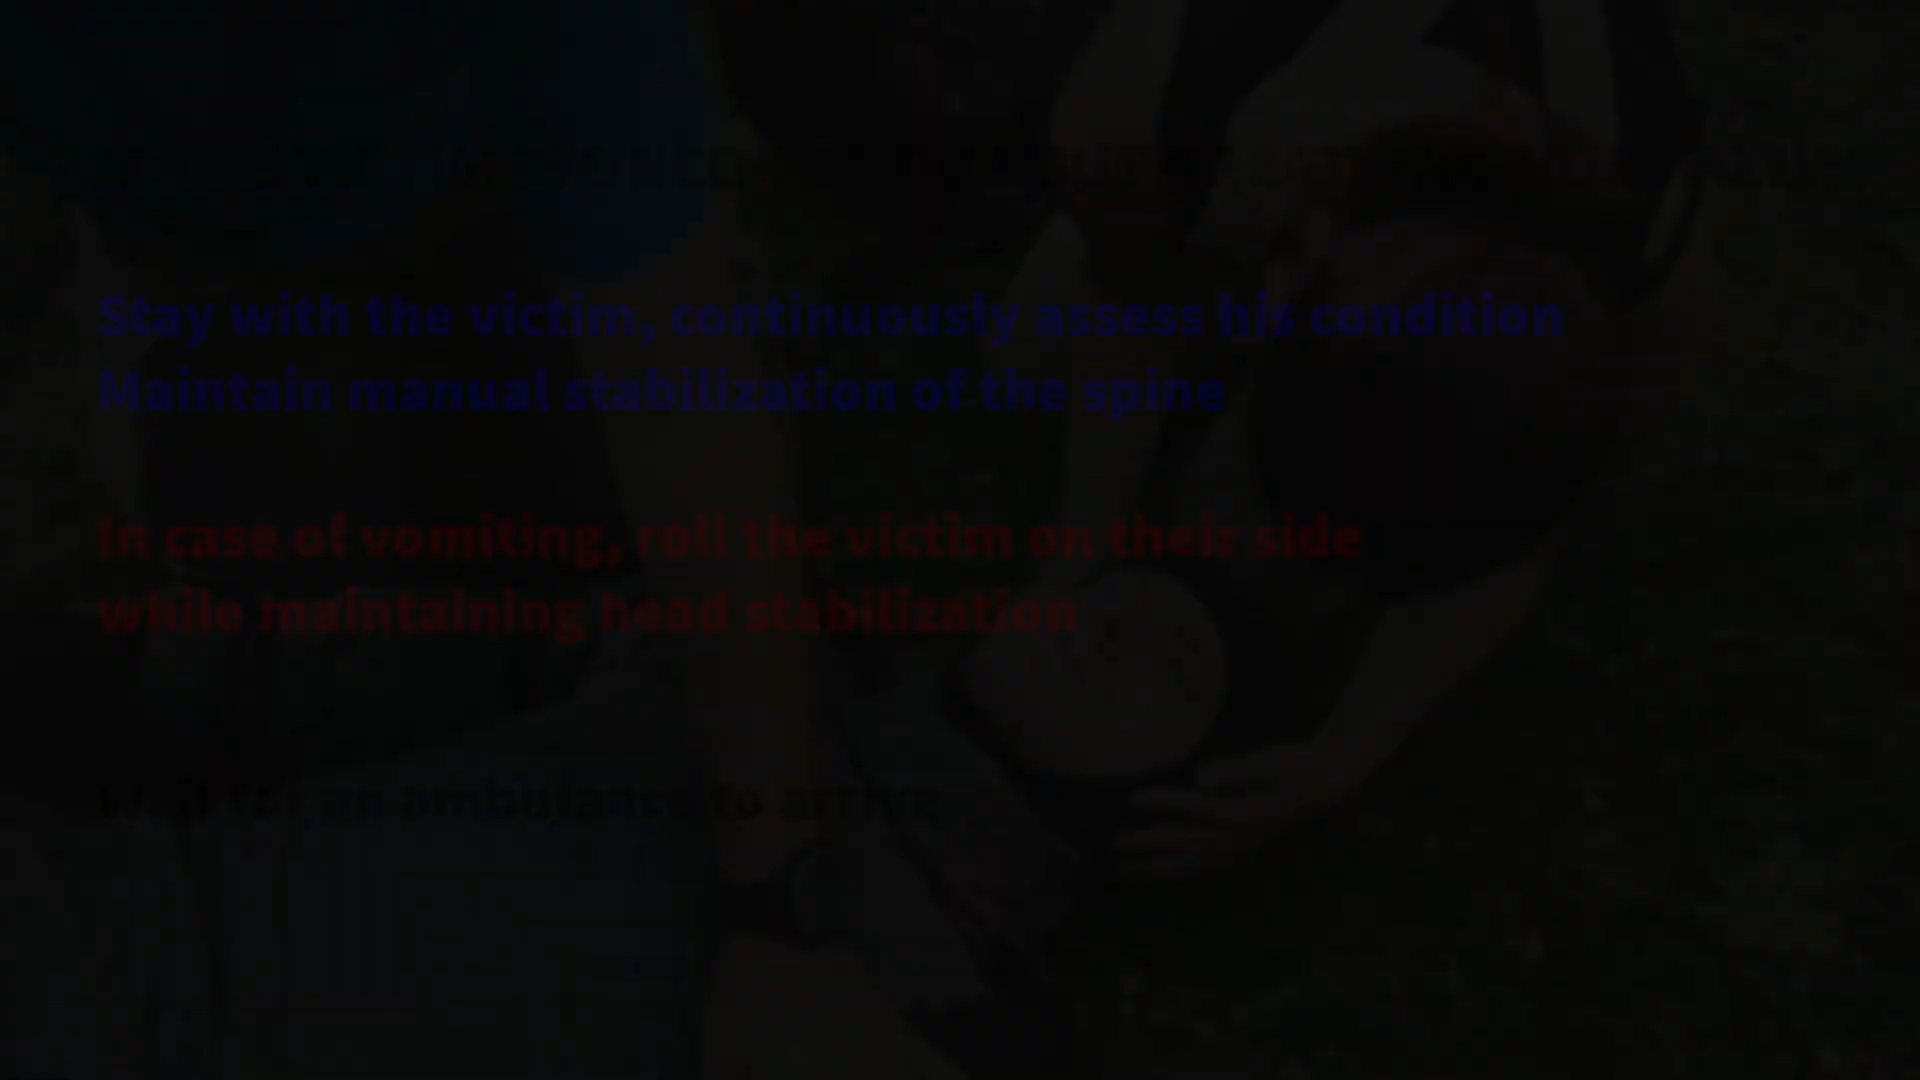 Stay with the victim, continuously assess his condition
Maintain manual stabilization of the spine
In case of vomiting, roll the victim on their side
while maintaining head stabilization
Wait for an ambulance to arrive